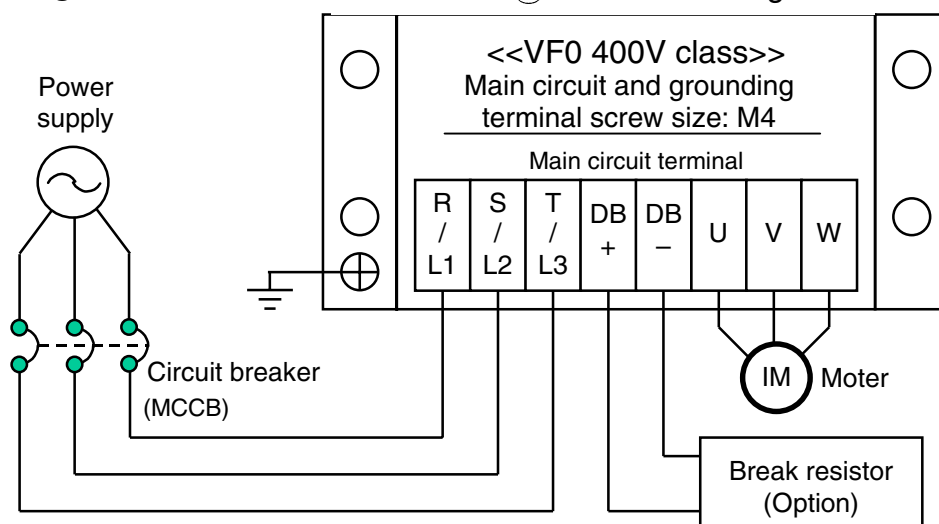 <<VF0 400V class>>
Main circuit and grounding
terminal screw size: M4
Main circuit terminal
R / L1
S / L2
T / L3
DB +
DB −
U
V
W
Power
supply
Circuit breaker
(MCCB)
IM
Moter
Break resistor
(Option)